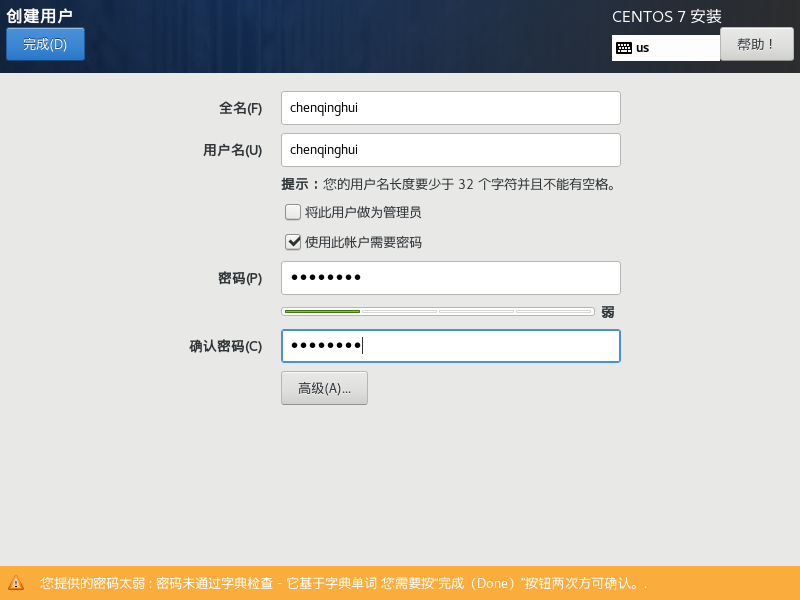 创建用户
CENTOS 7 安装
完成(D)
us
帮助！
全名(F)
chenqinghui
用户名(U)
chenqinghui
提示：您的用户名长度要少于 32 个字符并且不能有空格。
将此用户做为管理员
使用此帐户需要密码
密码(P)
●●●●●●●●
弱
确认密码(C)
●●●●●●●●
高级(A)...
您提供的密码太弱 : 密码未通过字典检查 - 它基于字典单词 您需要按“完成（Done）”按钮两次方可确认。.